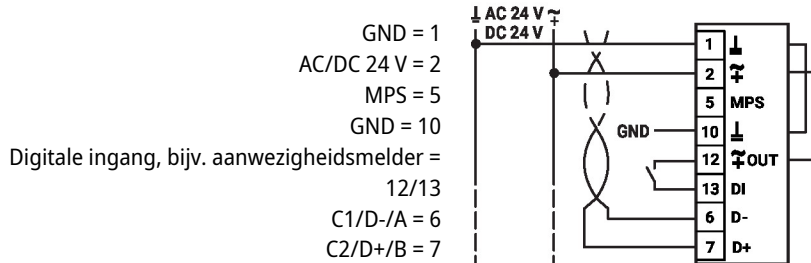 GND = 1
AC/DC 24 V = 2
MPS = 5
GND = 10
Digitale ingang, bijv. aanwezigheidsmelder =
12/13
C1/D-/A = 6
C2/D+/B = 7
AC 24 V
DC 24 V
1
2
5 MPS
GND 10
12 OUT
13 DI
6 D-
7 D+